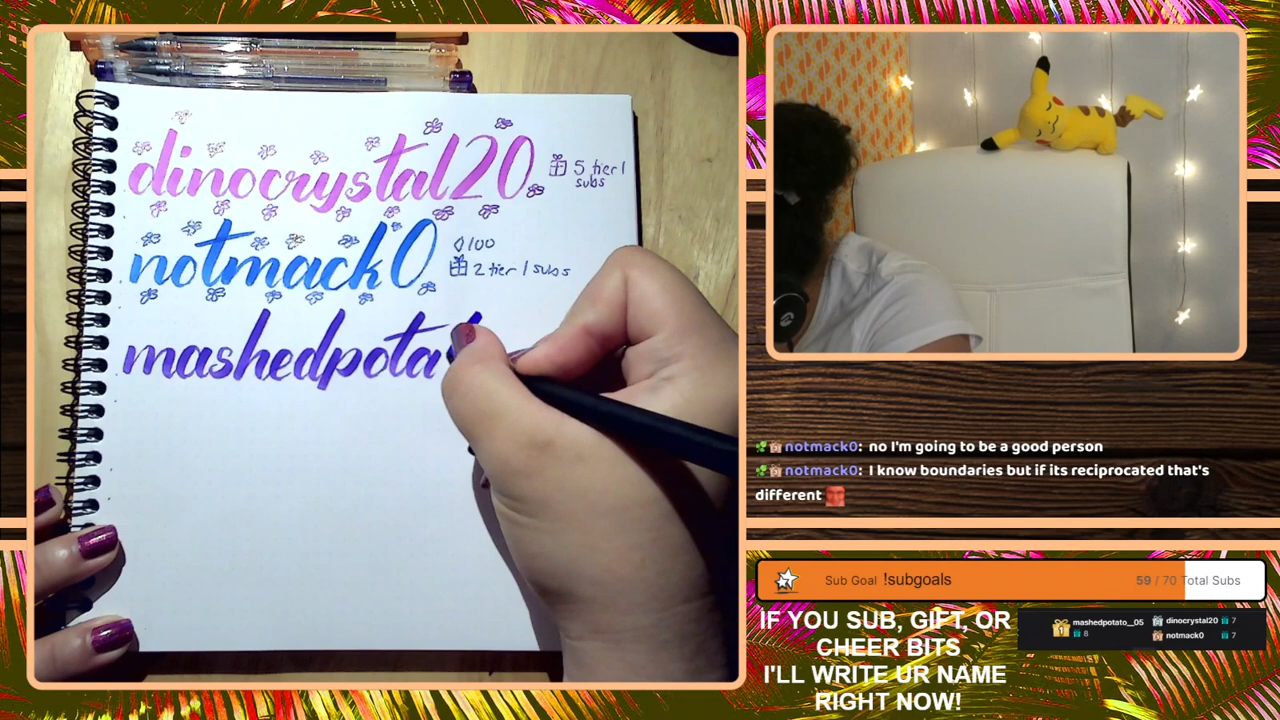 dinocrystal20
5 tier 1
subs
notmack0
100
2 tier 1 subs
mashedpota
notmack0: no I'm going to be a good person
notmack0: I know boundaries but if its reciprocated that's
different
Sub Goal !subgoals 59 / 70 Total Subs
IF YOU SUB, GIFT, OR
CHEER BITS
I'LL WRITE UR NAME
RIGHT NOW!
1 mashedpotato__05 8
dinocrystal20 7
notmack0 7